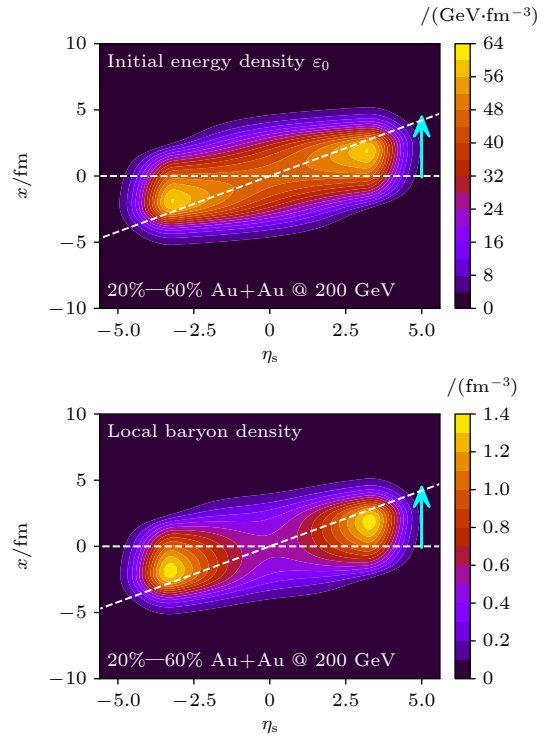 /(GeV·fm⁻³)
Initial energy density ε₀
x/fm
10
5
0
−5
−10
64
56
48
40
32
24
16
8
0
20%—60% Au+Au @ 200 GeV
−5.0 −2.5 0 2.5 5.0
ηₛ
/(fm⁻³)
Local baryon density
x/fm
10
5
0
−5
−10
1.4
1.2
1.0
0.8
0.6
0.4
0.2
0
20%—60% Au+Au @ 200 GeV
−5.0 −2.5 0 2.5 5.0
ηₛ